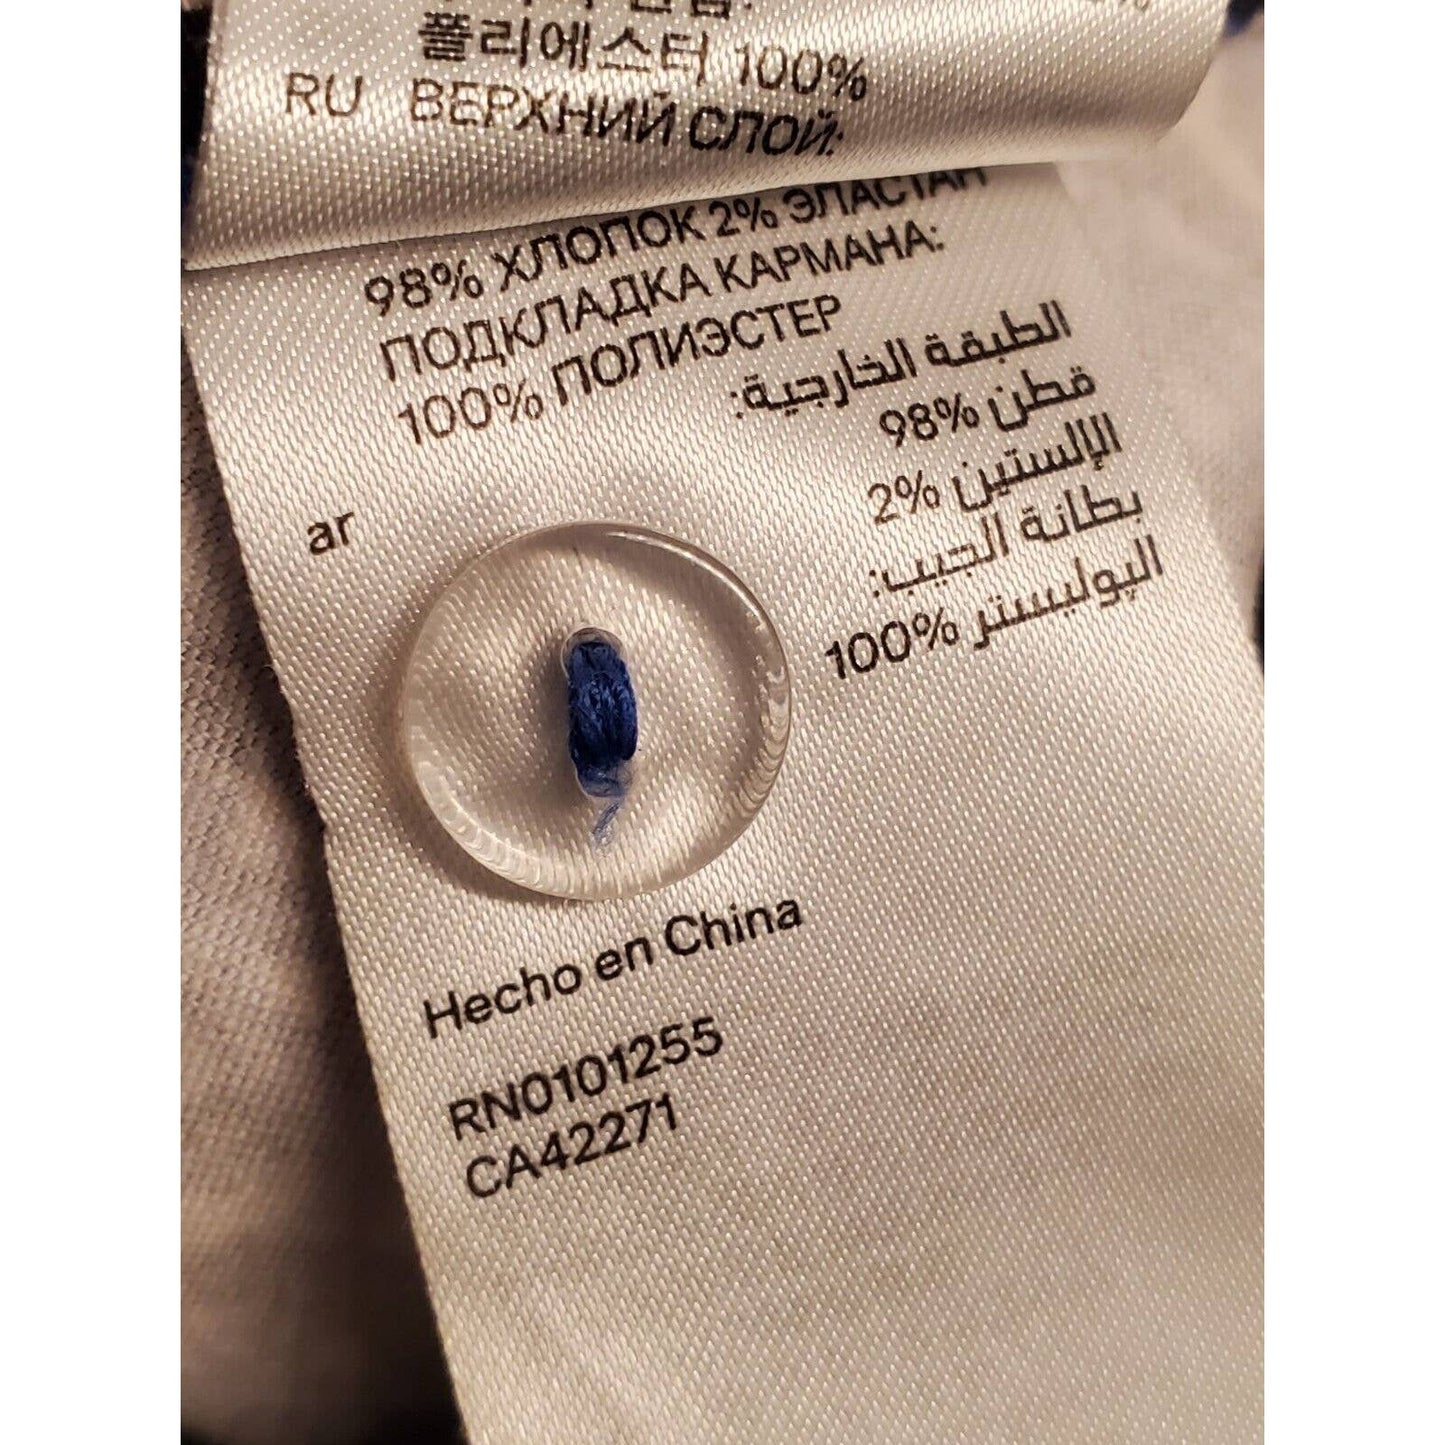 폴리에스터 100%
RU ВЕРХНИЙ СЛОЙ:
98% ХЛОПОК 2% ЭЛАСТАН
ПОДКЛАДКА КАРМАНА:
100% ПОЛИЭСТЕР
الطبقة الخارجية:
98% قطن
2% الإلستين
ar
بطانة الجيب:
100% البوليستر
Hecho en China
RN0101255
CA42271